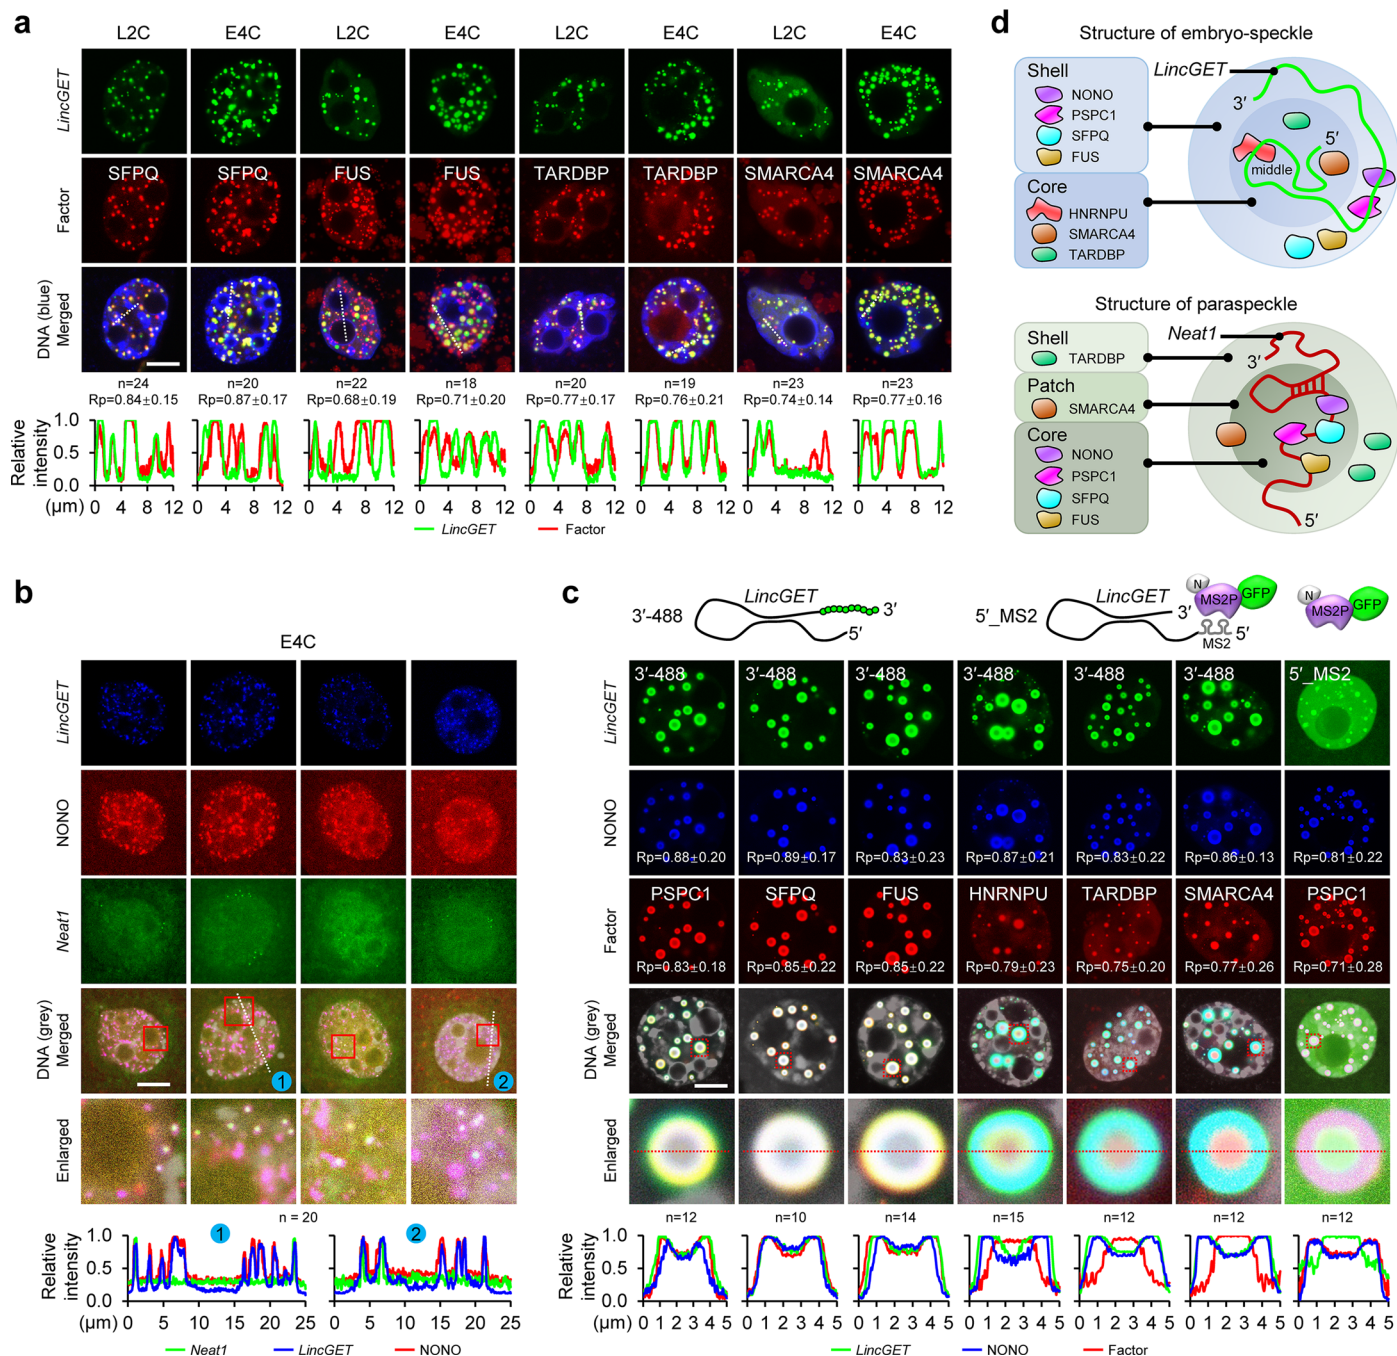 a
L2C E4C L2C E4C L2C E4C L2C E4C
LincGET
Factor
SFPQ SFPQ FUS FUS TARDBP TARDBP SMARCA4 SMARCA4
DNA (blue)
Merged
n=24 n=20 n=22 n=18 n=20 n=19 n=23 n=23
Rp=0.84±0.15 Rp=0.87±0.17 Rp=0.68±0.19 Rp=0.71±0.20 Rp=0.77±0.17 Rp=0.76±0.21 Rp=0.74±0.14 Rp=0.77±0.16
Relative
intensity
1.0
0.5
0.0
(μm) 0 4 8 12 0 4 8 12 0 4 8 12 0 4 8 12 0 4 8 12 0 4 8 12 0 4 8 12 0 4 8 12
LincGET Factor
d
Structure of embryo-speckle
Shell
NONO
PSPC1
SFPQ
FUS
Core
HNRNPU
SMARCA4
TARDBP
LincGET
3′
5′
middle
Structure of paraspeckle
Shell
TARDBP
Patch
SMARCA4
Core
NONO
PSPC1
SFPQ
FUS
Neat1
3′
5′
b
E4C
LincGET
NONO
Neat1
DNA (grey)
Merged
1
2
Enlarged
n = 20
1
2
Relative
intensity
1.0
0.5
0.0
(μm) 0 5 10 15 20 25 0 5 10 15 20 25
Neat1 LincGET NONO
c
3′-488
LincGET
3′
5′
5′_MS2
LincGET
3′
5′
MS2
N
MS2P
GFP
N
MS2P
GFP
LincGET
3′-488 3′-488 3′-488 3′-488 3′-488 3′-488 5′_MS2
NONO
Rp=0.88±0.20 Rp=0.89±0.17 Rp=0.83±0.23 Rp=0.87±0.21 Rp=0.83±0.22 Rp=0.86±0.13 Rp=0.81±0.22
Factor
PSPC1 SFPQ FUS HNRNPU TARDBP SMARCA4 PSPC1
Rp=0.83±0.18 Rp=0.85±0.22 Rp=0.85±0.22 Rp=0.79±0.23 Rp=0.75±0.20 Rp=0.77±0.26 Rp=0.71±0.28
DNA (grey)
Merged
Enlarged
n=12 n=10 n=14 n=15 n=12 n=12 n=12
Relative
intensity
1.0
0.5
0.0
(μm) 0 1 2 3 4 5 0 1 2 3 4 5 0 1 2 3 4 5 0 1 2 3 4 5 0 1 2 3 4 5 0 1 2 3 4 5 0 1 2 3 4 5
LincGET NONO Factor